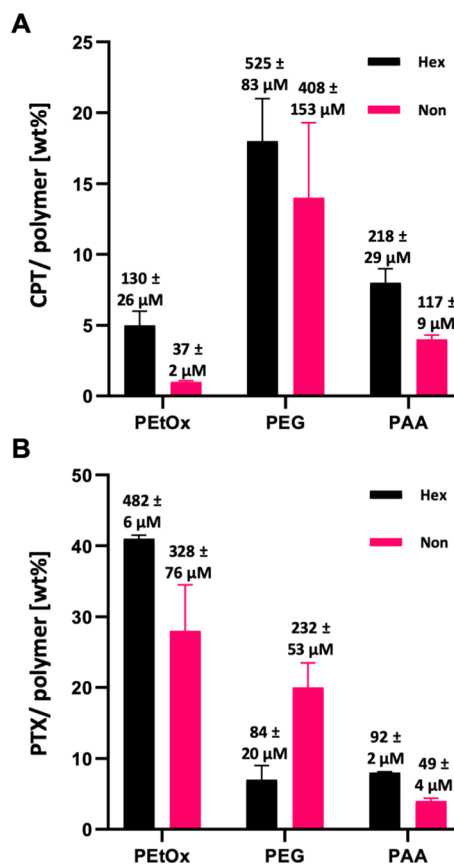 A
CPT/ polymer [wt%]
25
20
15
10
5
0
525 ±
83 µM
408 ±
153 µM
Hex
Non
130 ±
26 µM
37 ±
2 µM
218 ±
29 µM
117 ±
9 µM
PEtOx
PEG
PAA
B
PTX/ polymer [wt%]
50
40
30
20
10
0
482 ±
6 µM
328 ±
76 µM
Hex
Non
84 ±
20 µM
232 ±
53 µM
92 ±
2 µM
49 ±
4 µM
PEtOx
PEG
PAA